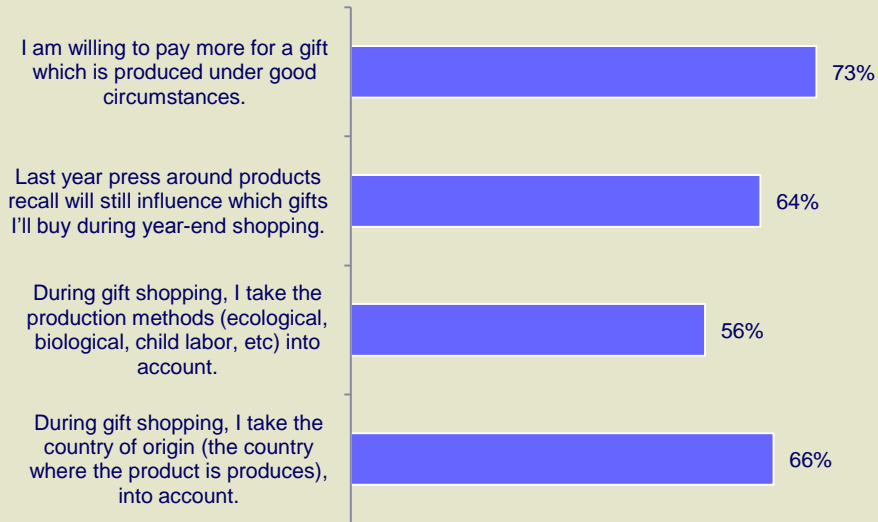 I am willing to pay more for a gift
which is produced under good
circumstances.
73%
Last year press around products
recall will still influence which gifts
I'll buy during year-end shopping.
64%
During gift shopping, I take the
production methods (ecological,
biological, child labor, etc) into
account.
56%
During gift shopping, I take the
country of origin (the country
where the product is produces),
into account.
66%